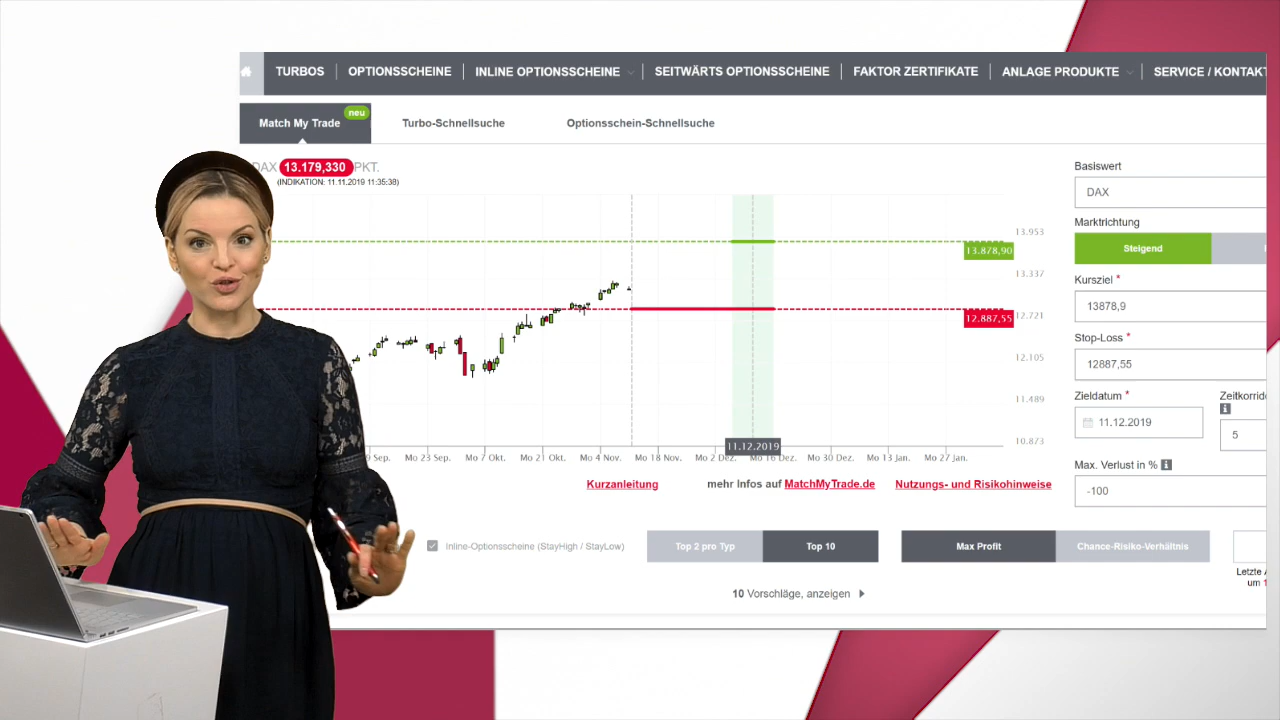 TURBOS OPTIONSSCHEINE INLINE OPTIONSSCHEINE SEITWÄRTS OPTIONSSCHEINE FAKTOR ZERTIFIKATE ANLAGE PRODUKTE SERVICE / KONTAKT
neu
Match My Trade Turbo-Schnellsuche Optionsschein-Schnellsuche
DAX 13.179,330 PKT.
(INDIKATION: 11.11.2019 11:35:38)
13.953
13.878,90
13.337
12.721
12.887,55
12.105
11.489
10.873
11.12.2019
Sep. Mo 23 Sep. Mo 7 Okt. Mo 21 Okt. Mo 4 Nov. Mo 18 Nov. Mo 2 Dez. Mo 16 Dez. Mo 30 Dez. Mo 13 Jan. Mo 27 Jan.
Kurzanleitung mehr Infos auf MatchMyTrade.de Nutzungs- und Risikohinweise
Basiswert
DAX
Marktrichtung
Steigend
Kursziel *
13878,9
Stop-Loss *
12887,55
Zieldatum * Zeitkorrido
11.12.2019 5
Max. Verlust in %
-100
Inline-Optionsscheine (StayHigh / StayLow) Top 2 pro Typ Top 10 Max Profit Chance-Risiko-Verhältnis
Letzte
um
10 Vorschläge, anzeigen